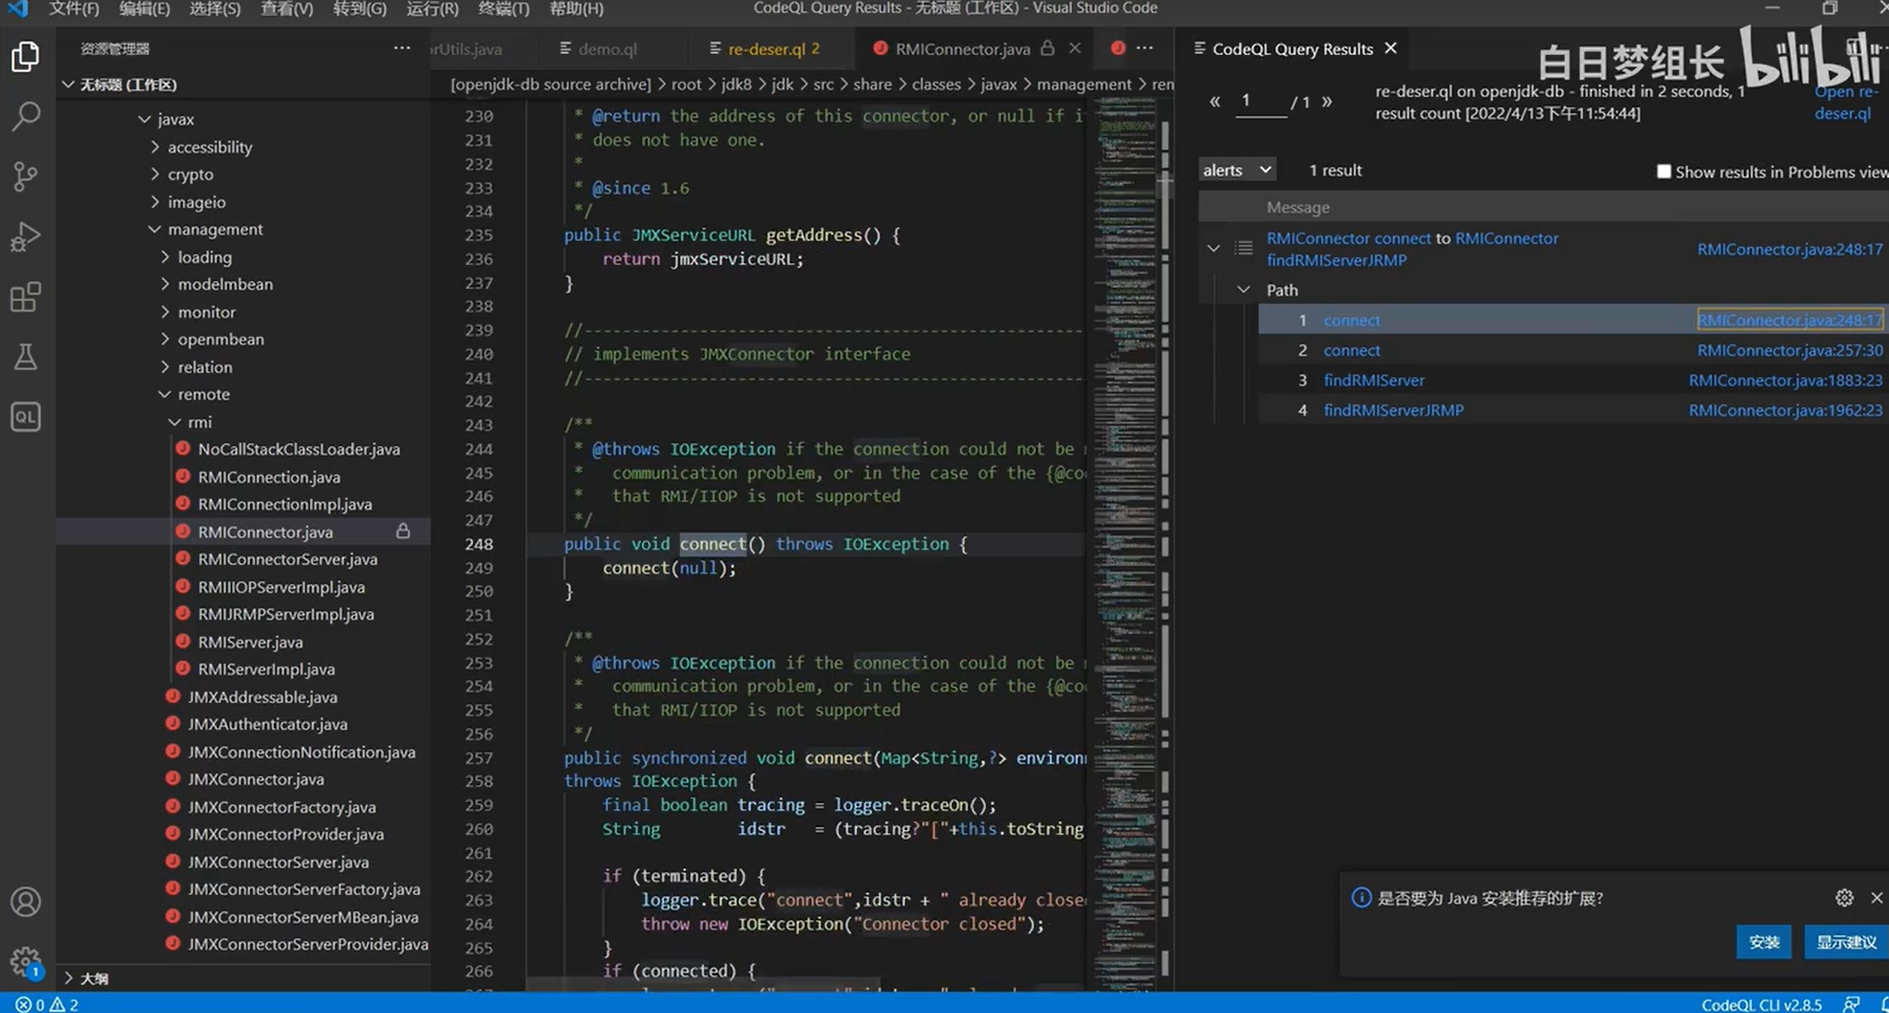 文件(F) 编辑(E) 选择(S) 查看(V) 转到(G) 运行(R) 终端(T) 帮助(H) CodeQL Query Results - 无标题 (工作区) - Visual Studio Code
资源管理器
orUtils.java demo.ql re-deser.ql 2 RMIConnector.java
CodeQL Query Results
白日梦组长 bilibili
无标题 (工作区)
[openjdk-db source archive] > root > jdk8 > jdk > src > share > classes > javax > management > ren
javax
accessibility
crypto
imageio
management
loading
modelmbean
monitor
openmbean
relation
remote
rmi
NoCallStackClassLoader.java
RMIConnection.java
RMIConnectionImpl.java
RMIConnector.java
RMIConnectorServer.java
RMIIIOPServerImpl.java
RMIJRMPServerImpl.java
RMIServer.java
RMIServerImpl.java
JMXAddressable.java
JMXAuthenticator.java
JMXConnectionNotification.java
JMXConnector.java
JMXConnectorFactory.java
JMXConnectorProvider.java
JMXConnectorServer.java
JMXConnectorServerFactory.java
JMXConnectorServerMBean.java
JMXConnectorServerProvider.java
大纲
230 * @return the address of this connector, or null if i
231 * does not have one.
232 *
233 * @since 1.6
234 */
235 public JMXServiceURL getAddress() {
236 return jmxServiceURL;
237 }
238
239 //----------------------------------------------------
240 // implements JMXConnector interface
241 //----------------------------------------------------
242
243 /**
244 * @throws IOException if the connection could not be
245 * communication problem, or in the case of the {@co
246 * that RMI/IIOP is not supported
247 */
248 public void connect() throws IOException {
249 connect(null);
250 }
251
252 /**
253 * @throws IOException if the connection could not be
254 * communication problem, or in the case of the {@co
255 * that RMI/IIOP is not supported
256 */
257 public synchronized void connect(Map<String,?> environ
258 throws IOException {
259 final boolean tracing = logger.traceOn();
260 String idstr = (tracing?"["+this.toString
261
262 if (terminated) {
263 logger.trace("connect",idstr + " already close
264 throw new IOException("Connector closed");
265 }
266 if (connected) {
« 1 / 1 »
re-deser.ql on openjdk-db - finished in 2 seconds, 1
result count [2022/4/13下午11:54:44]
Open re-
deser.ql
alerts 1 result Show results in Problems view
Message
RMIConnector connect to RMIConnector
findRMIServerJRMP
RMIConnector.java:248:17
Path
1 connect RMIConnector.java:248:17
2 connect RMIConnector.java:257:30
3 findRMIServer RMIConnector.java:1883:23
4 findRMIServerJRMP RMIConnector.java:1962:23
是否要为 Java 安装推荐的扩展?
安装 显示建议
QL
1
0 2 CodeQL CLI v2.8.5